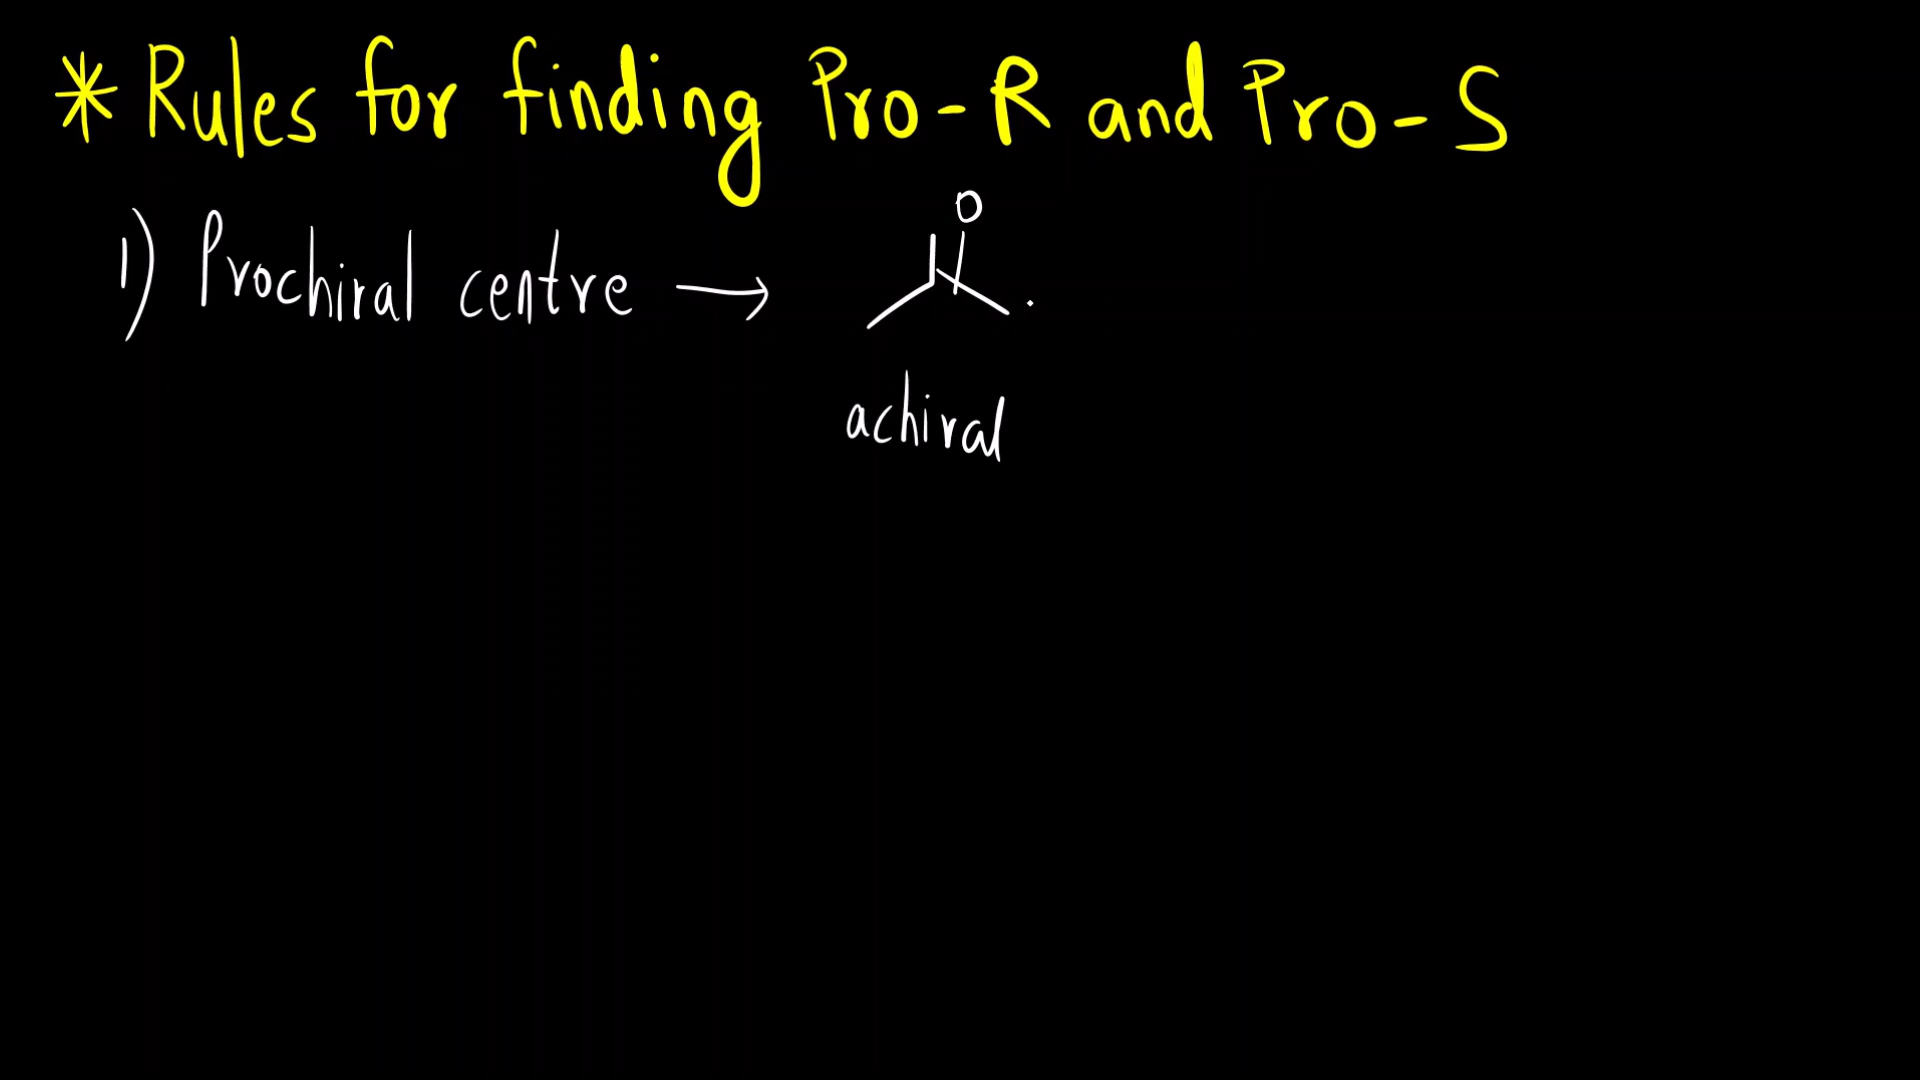 * Rules for finding Pro-R and Pro-S
1) Prochiral centre →
O
achiral